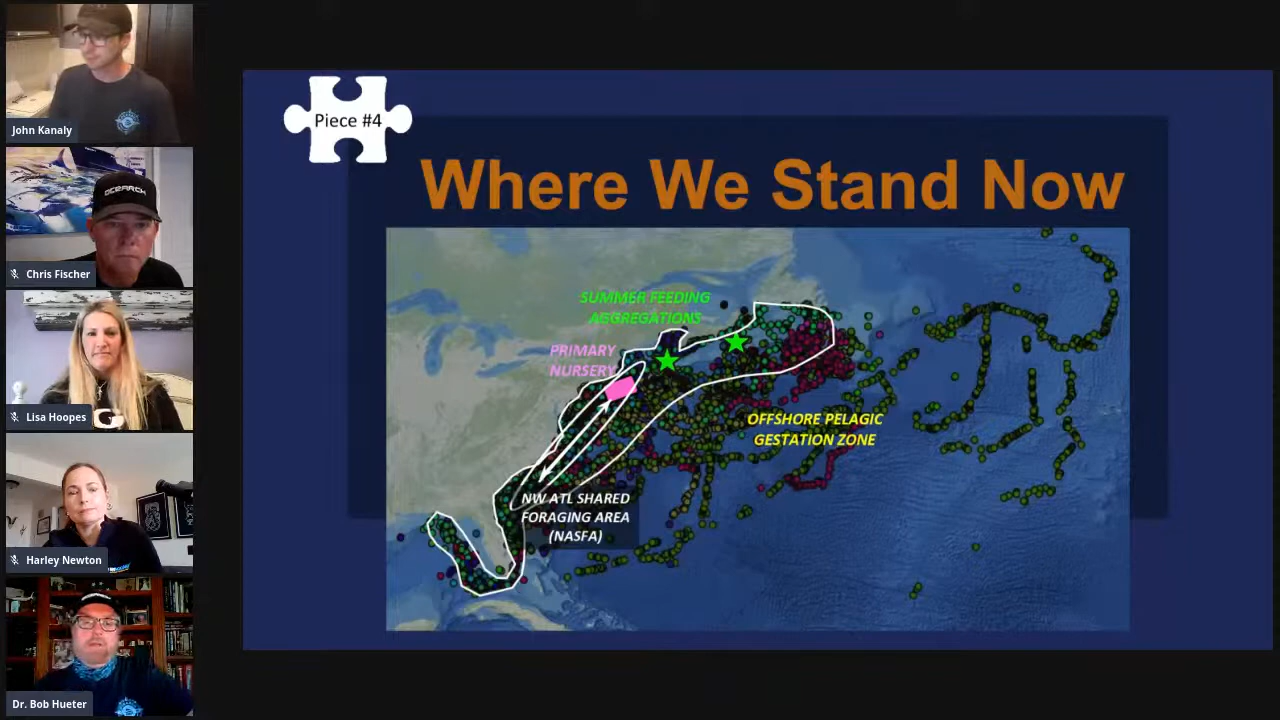 John Kanaly
OCEARCH
Chris Fischer
Lisa Hoopes
Harley Newton
Dr. Bob Hueter
Piece #4
Where We Stand Now
SUMMER FEEDING
AGGREGATIONS
PRIMARY
NURSERY
OFFSHORE PELAGIC
GESTATION ZONE
NW ATL SHARED
FORAGING AREA
(NASFA)